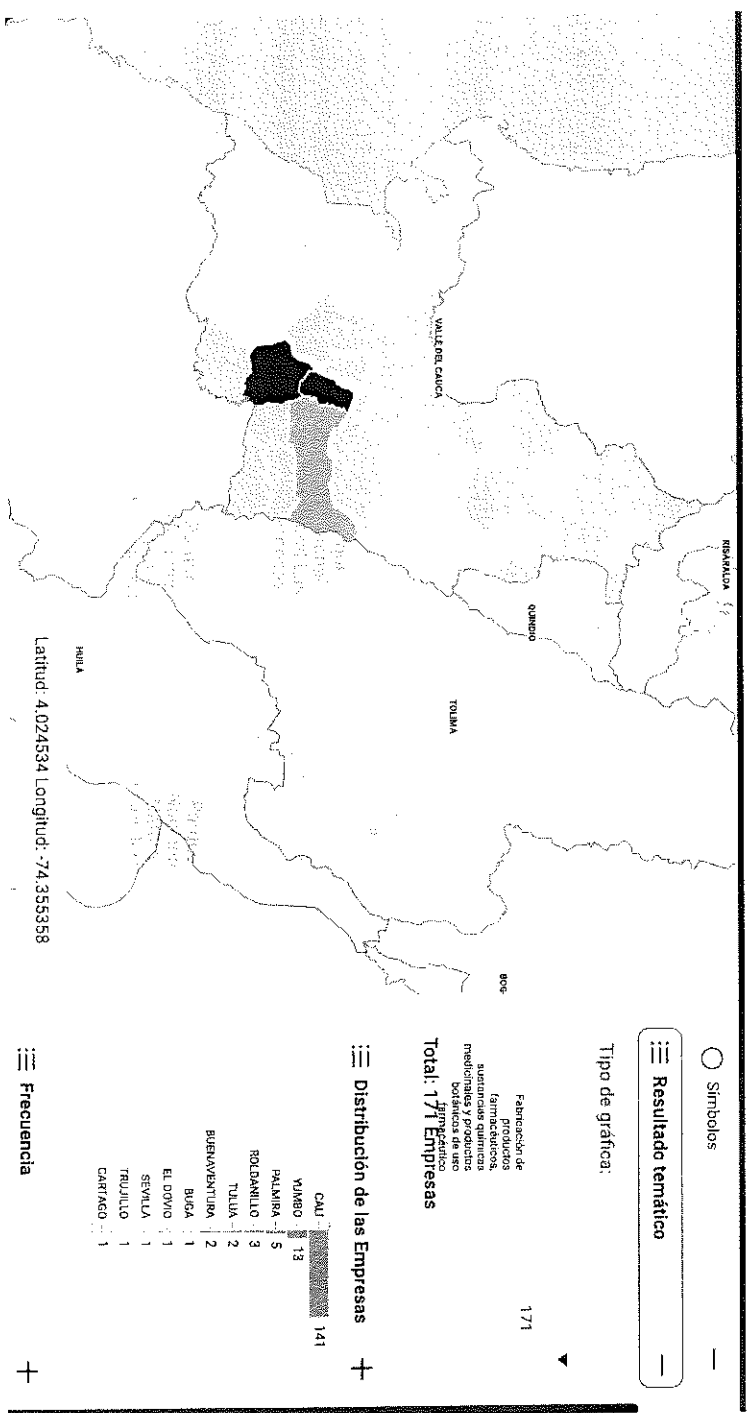 Símbolos
Resultado temático
Tipo de gráfica:
171
Fabricación de
productos
farmacéuticos,
sustancias químicas
medicinales y productos
botánicos de uso
farmacéutico
Total: 171 Empresas
Distribución de las Empresas
CALI 141
YUMBO 13
PALMIRA 5
ROLDANILLO 3
TULUA 2
BUENAVENTURA 2
BUGA 1
EL DOVIO 1
SEVILLA 1
TRUJILLO 1
CARTAGO 1
Frecuencia
RISARALDA
VALLE DEL CAUCA
QUINDIO
TOLIMA
BOG-
HUILA
Latitud: 4.024534 Longitud: -74.355358